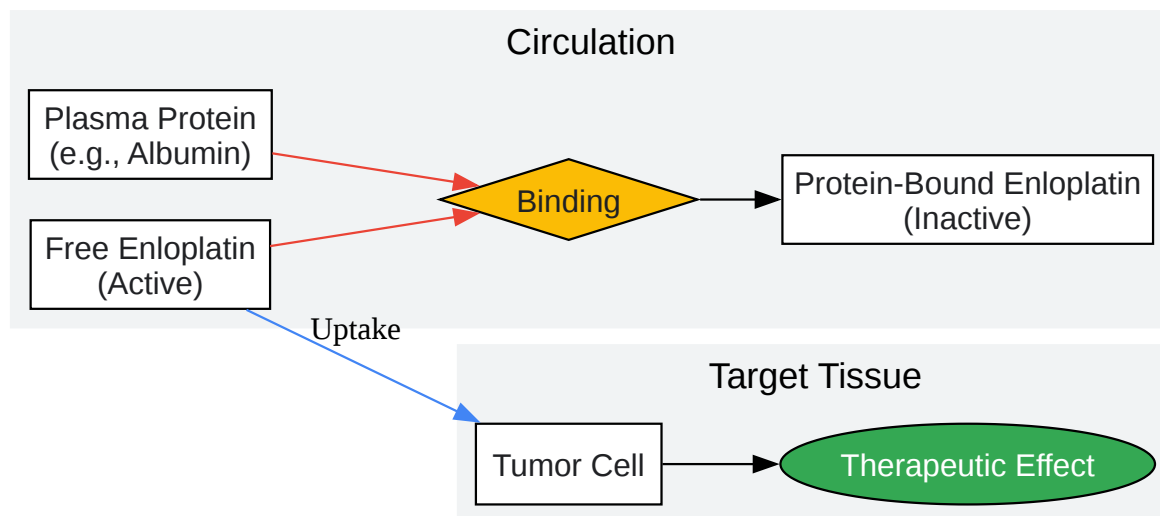 Circulation
Plasma Protein
(e.g., Albumin)
Free Enloplatin
(Active)
Binding
Protein-Bound Enloplatin
(Inactive)
Uptake
Target Tissue
Tumor Cell
Therapeutic Effect